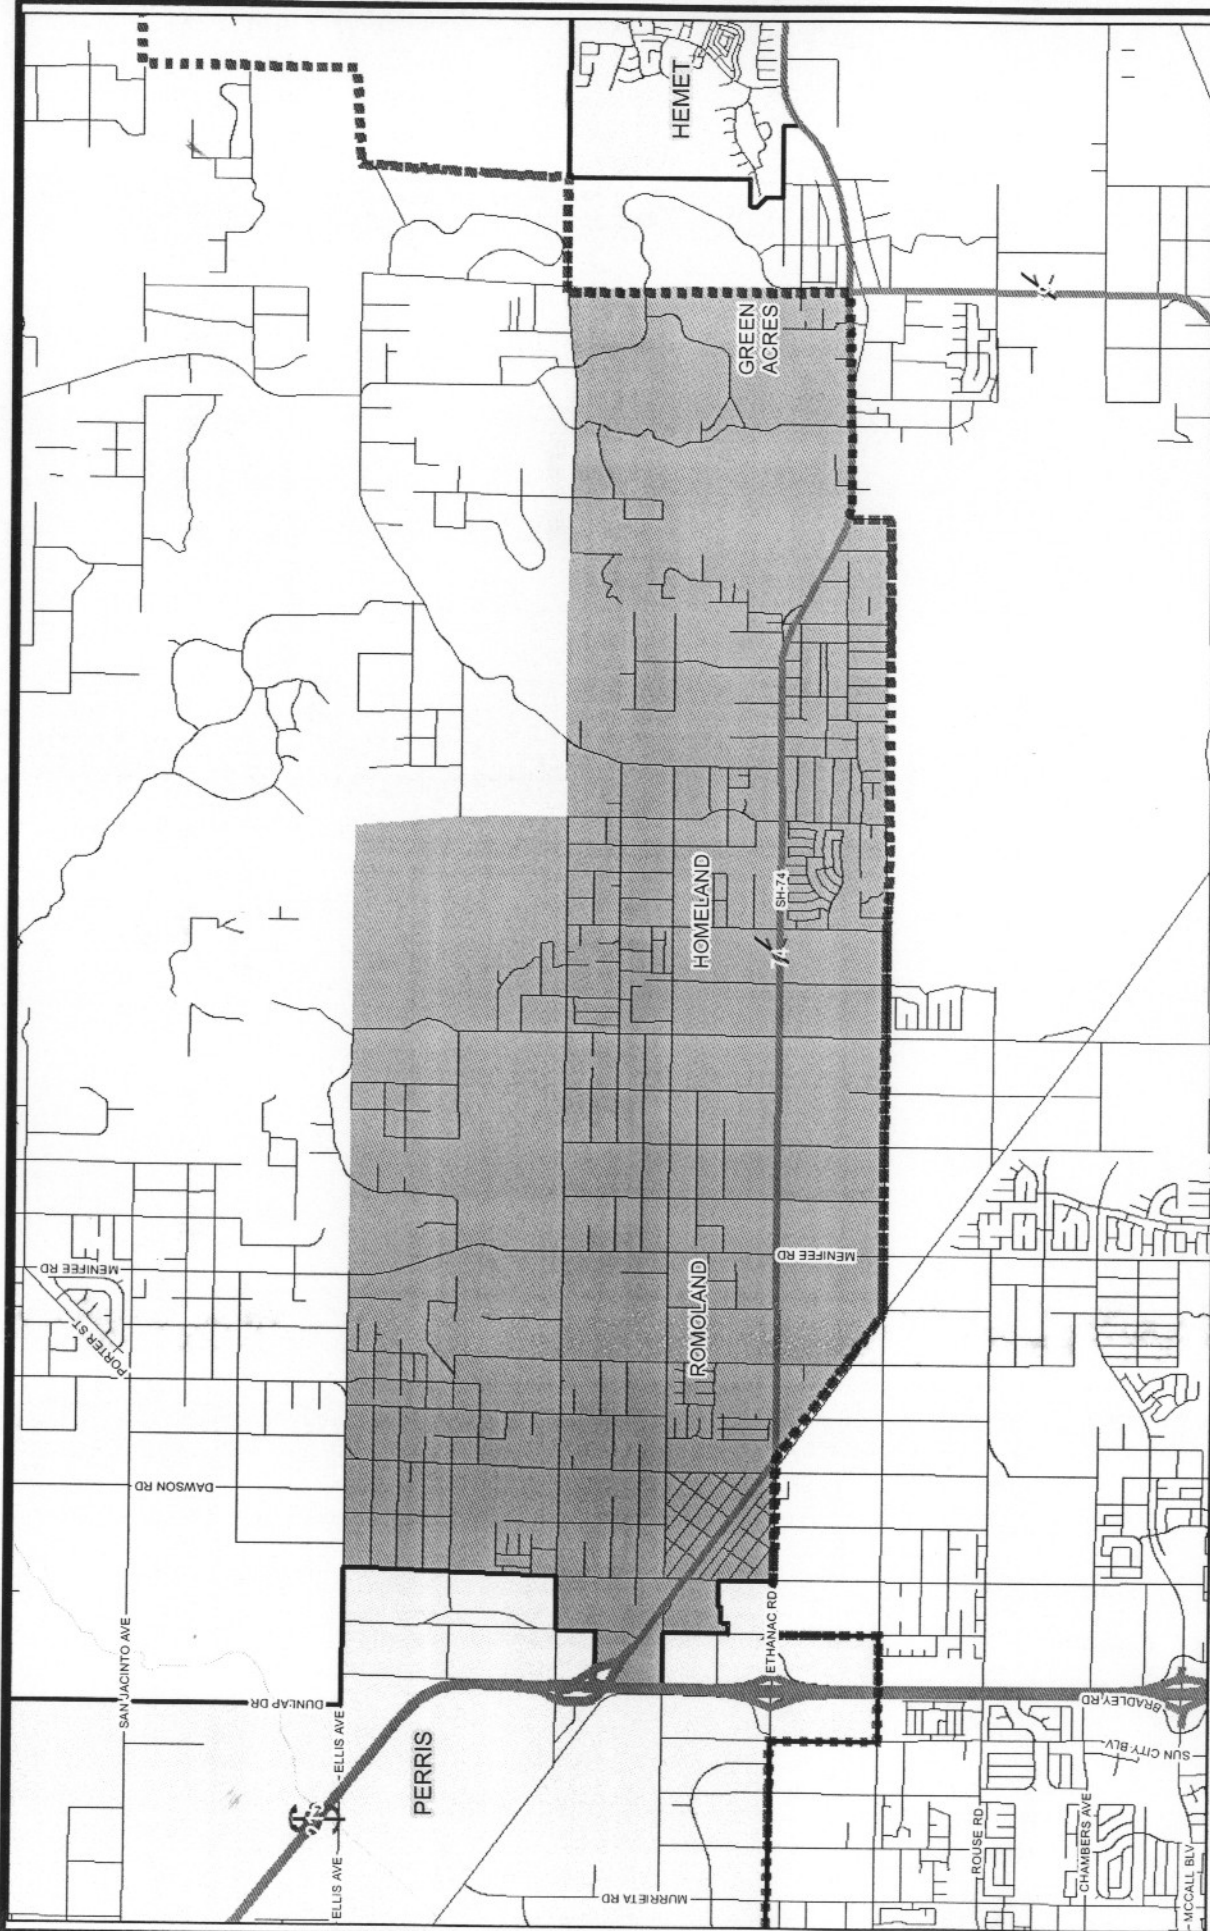 HEMET
GREEN
ACRES
HOMELAND
SH-74
74
ROMOLAND
MENIFEE RD
MENIFEE RD
PORTER ST
DAWSON RD
SAN JACINTO AVE
DUNLAP DR
ELLIS AVE
ELLIS AVE
PERRIS
ETHANAC RD
MURRIETA RD
BRADLEY RD
SUN CITY BLV
ROUSE RD
CHAMBERS AVE
MCCALL BLV